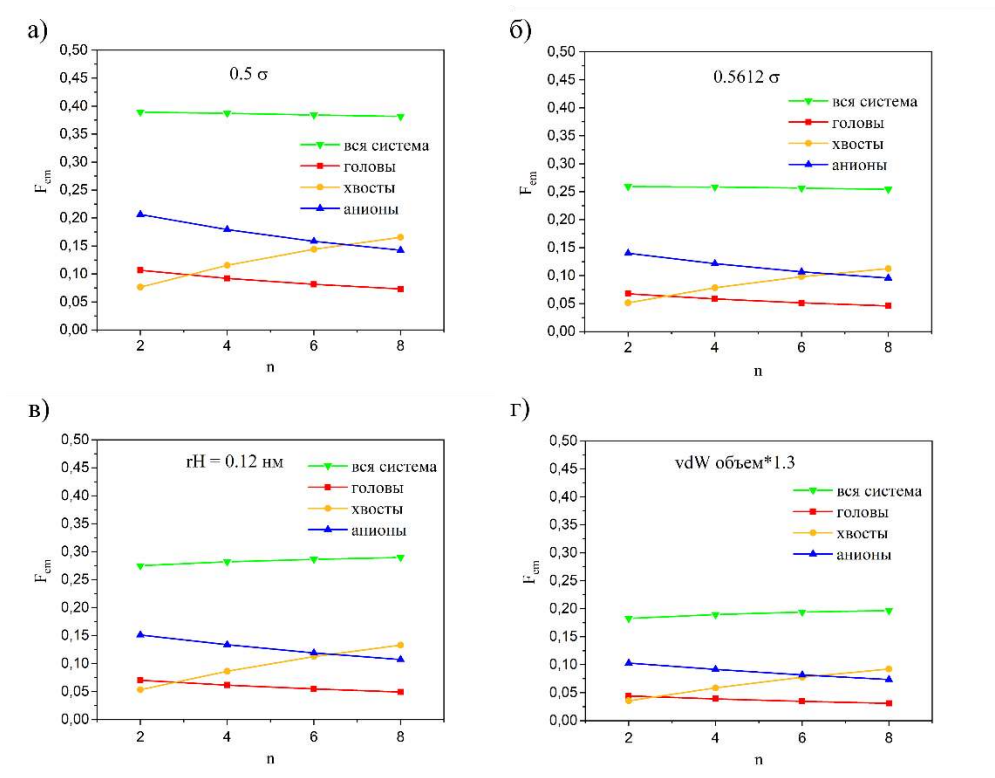 а)
0,50
0,45
0,40
0,35
0,30
0,25
0,20
0,15
0,10
0,05
0,00
Fem
0.5 σ
вся система
головы
хвосты
анионы
2 4 6 8
n
б)
0,50
0,45
0,40
0,35
0,30
0,25
0,20
0,15
0,10
0,05
0,00
Fem
0.5612 σ
вся система
головы
хвосты
анионы
2 4 6 8
n
в)
0,50
0,45
0,40
0,35
0,30
0,25
0,20
0,15
0,10
0,05
0,00
Fem
rH = 0.12 нм
вся система
головы
хвосты
анионы
2 4 6 8
n
г)
0,50
0,45
0,40
0,35
0,30
0,25
0,20
0,15
0,10
0,05
0,00
Fem
vdW объем*1.3
вся система
головы
хвосты
анионы
2 4 6 8
n